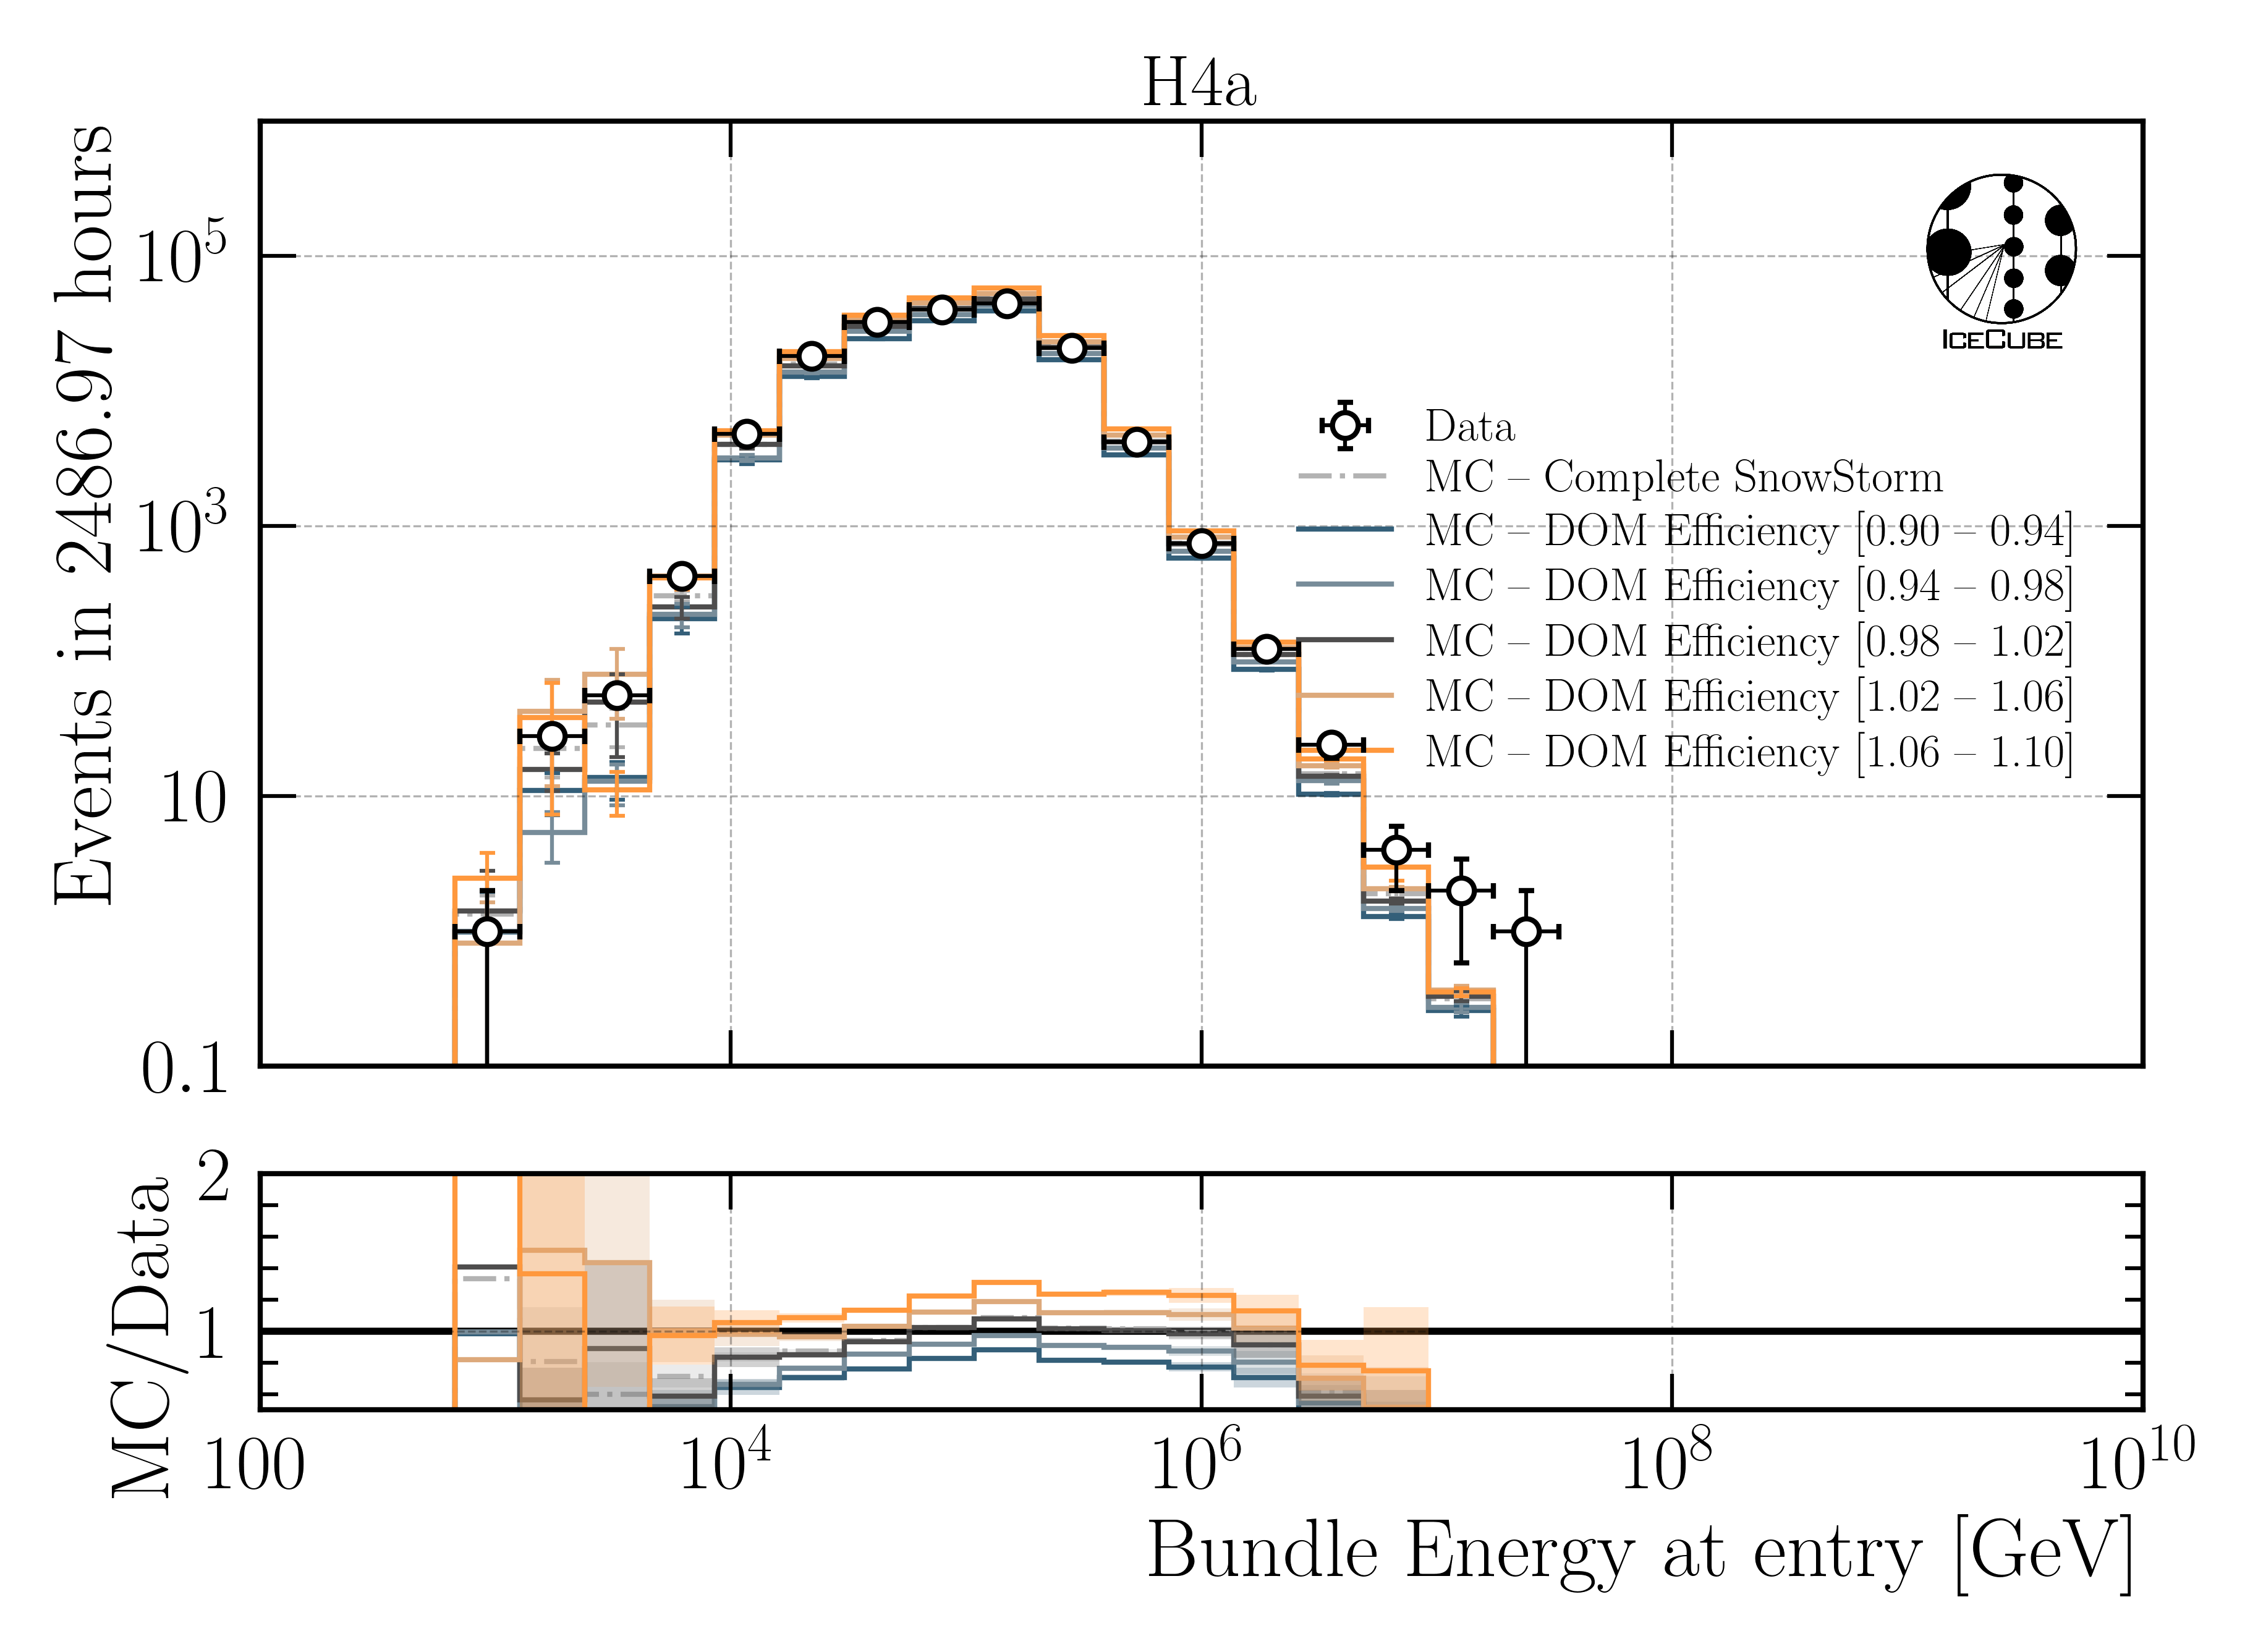 H4a
Events in 2486.97 hours
10^5
10^3
10
0.1
ICECUBE
Data
MC – Complete SnowStorm
MC – DOM Efficiency [0.90 – 0.94]
MC – DOM Efficiency [0.94 – 0.98]
MC – DOM Efficiency [0.98 – 1.02]
MC – DOM Efficiency [1.02 – 1.06]
MC – DOM Efficiency [1.06 – 1.10]
MC/Data
2
1
100 10^4 10^6 10^8 10^10
Bundle Energy at entry [GeV]